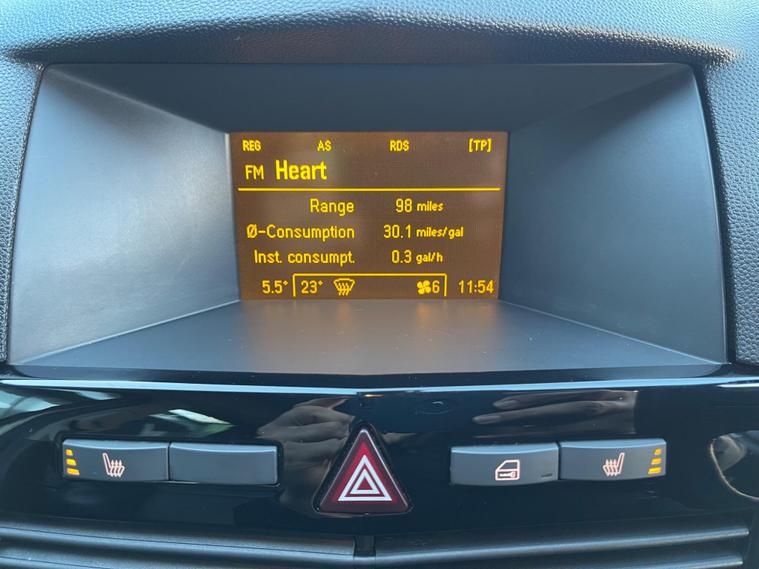 REG AS RDS [TP]
FM Heart
Range 98 miles
Ø-Consumption 30.1 miles/gal
Inst. consumpt. 0.3 gal/h
5.5° 23° 6 11:54